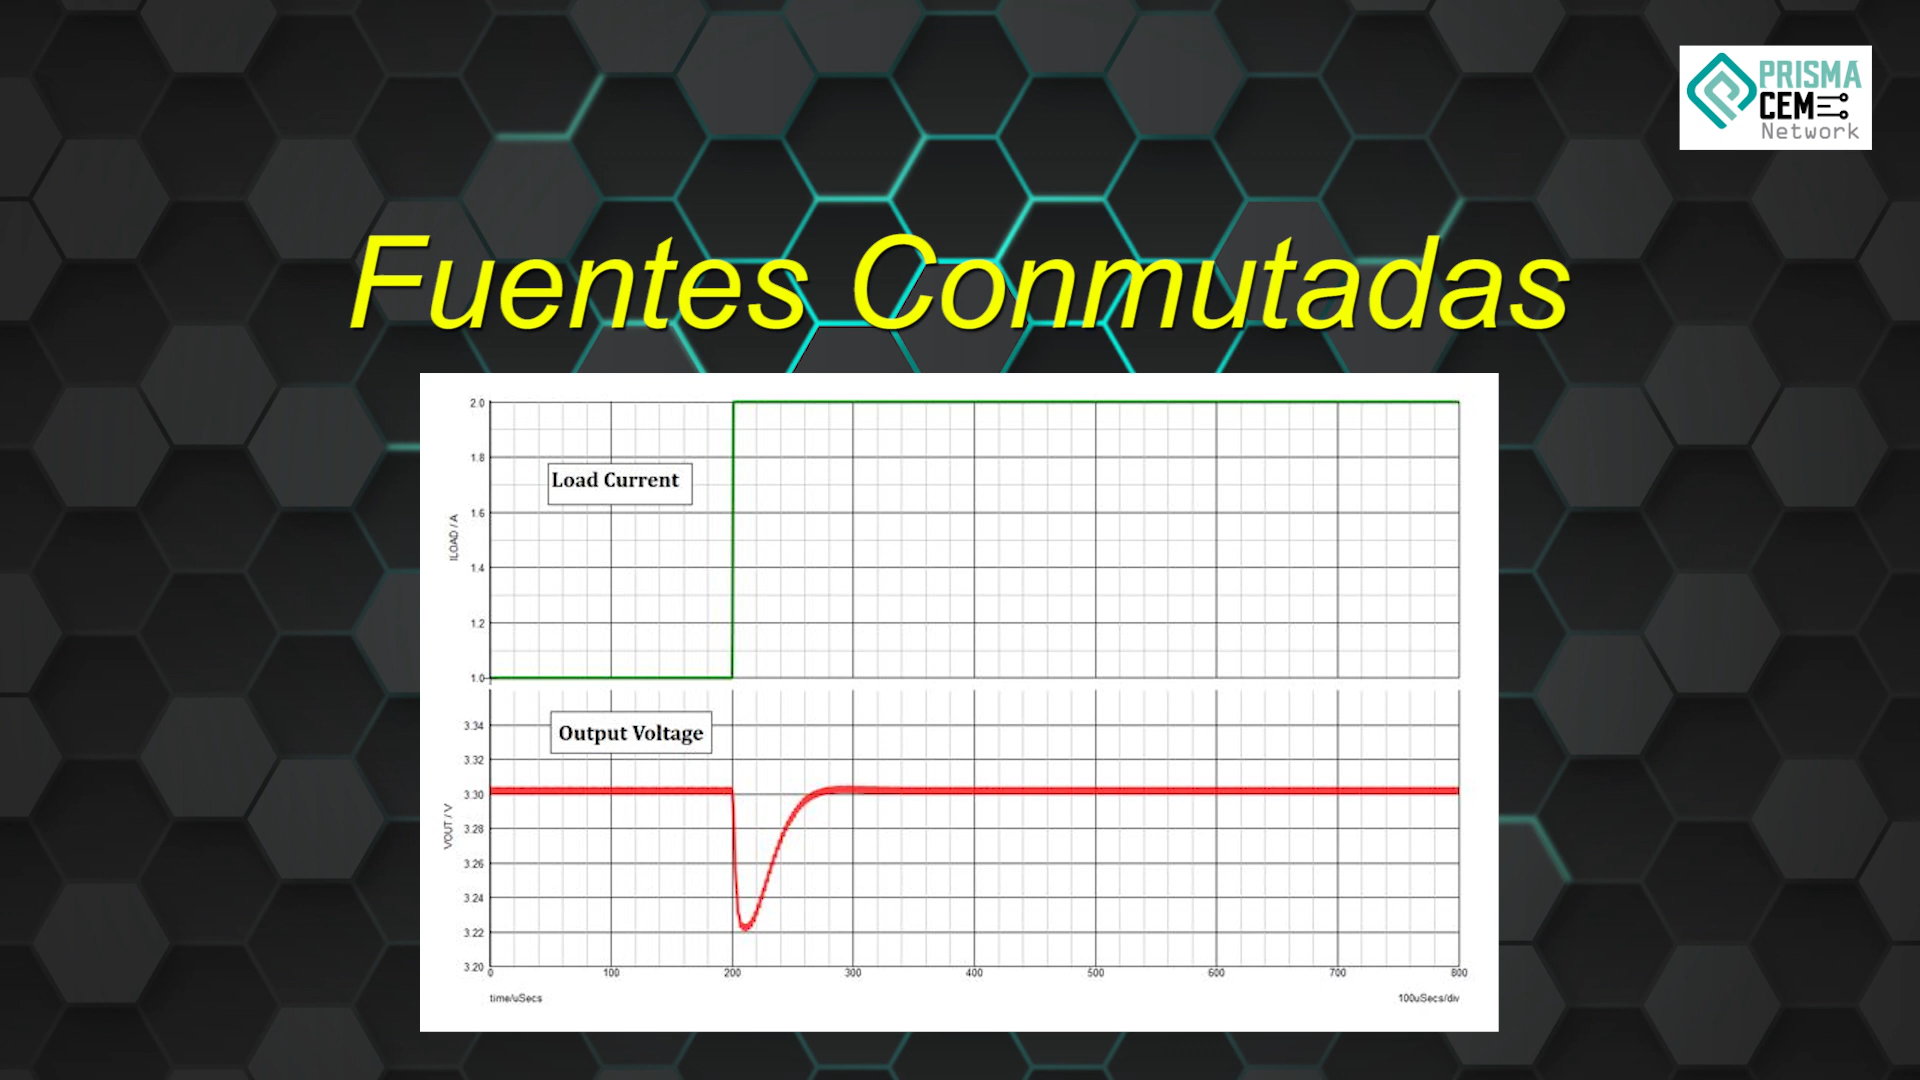 PRISMA
CEM
Network
Fuentes Conmutadas
2.0
1.8
1.6
1.4
1.2
1.0
ILOAD / A
Load Current
3.34
3.32
3.30
3.28
3.26
3.24
3.22
3.20
VOUT / V
Output Voltage
0 100 200 300 400 500 600 700 800
time/uSecs 100uSecs/div